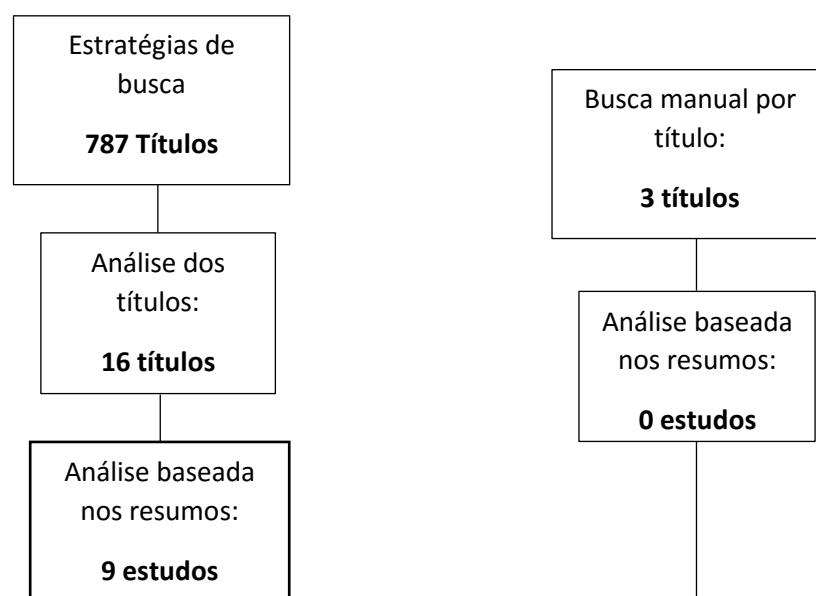 Estratégias de
busca
787 Títulos
Análise dos
títulos:
16 títulos
Análise baseada
nos resumos:
9 estudos
Busca manual por
título:
3 títulos
Análise baseada
nos resumos:
0 estudos